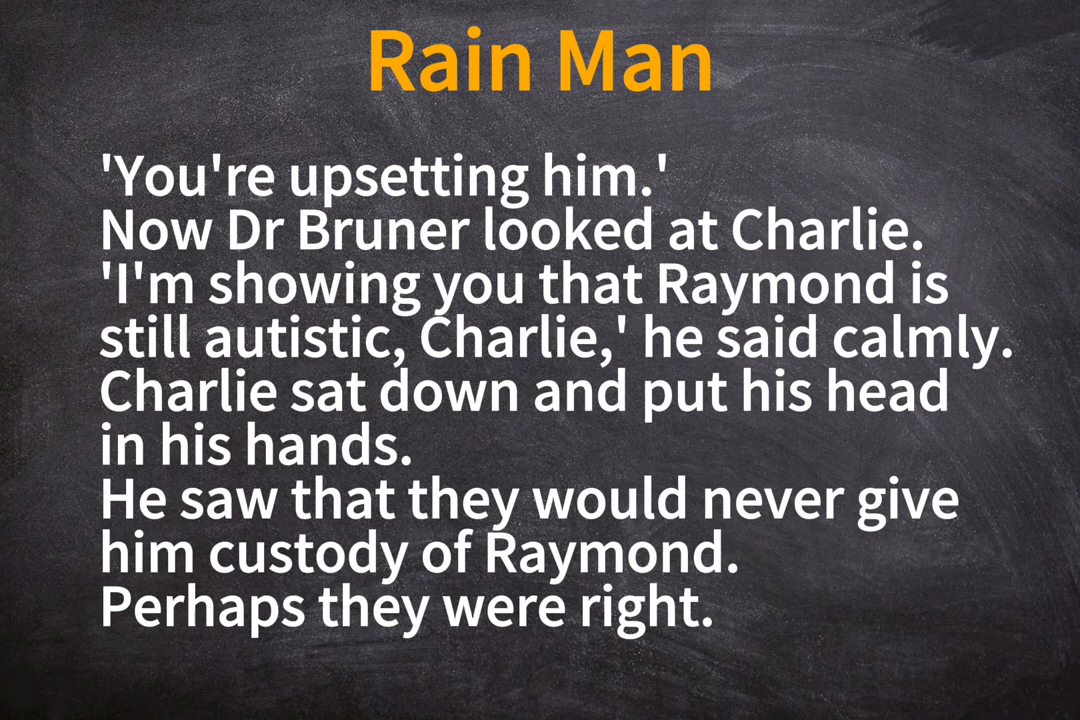 Rain Man
'You're upsetting him.'
Now Dr Bruner looked at Charlie.
'I'm showing you that Raymond is
still autistic, Charlie,' he said calmly.
Charlie sat down and put his head
in his hands.
He saw that they would never give
him custody of Raymond.
Perhaps they were right.